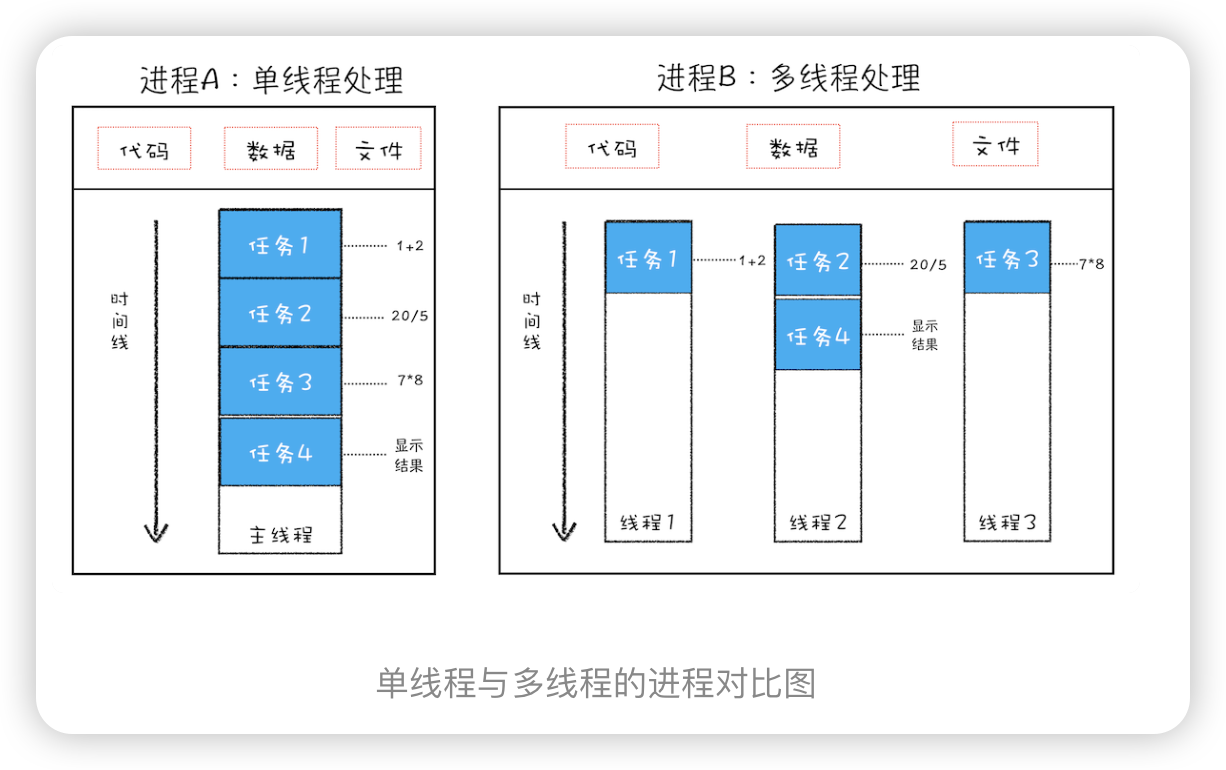 进程A：单线程处理
代码
数据
文件
时间线
任务1
1+2
任务2
20/5
任务3
7*8
任务4
显示
结果
主线程
进程B：多线程处理
代码
数据
文件
时间线
任务1
1+2
任务2
20/5
任务3
7*8
任务4
显示
结果
线程1
线程2
线程3
单线程与多线程的进程对比图